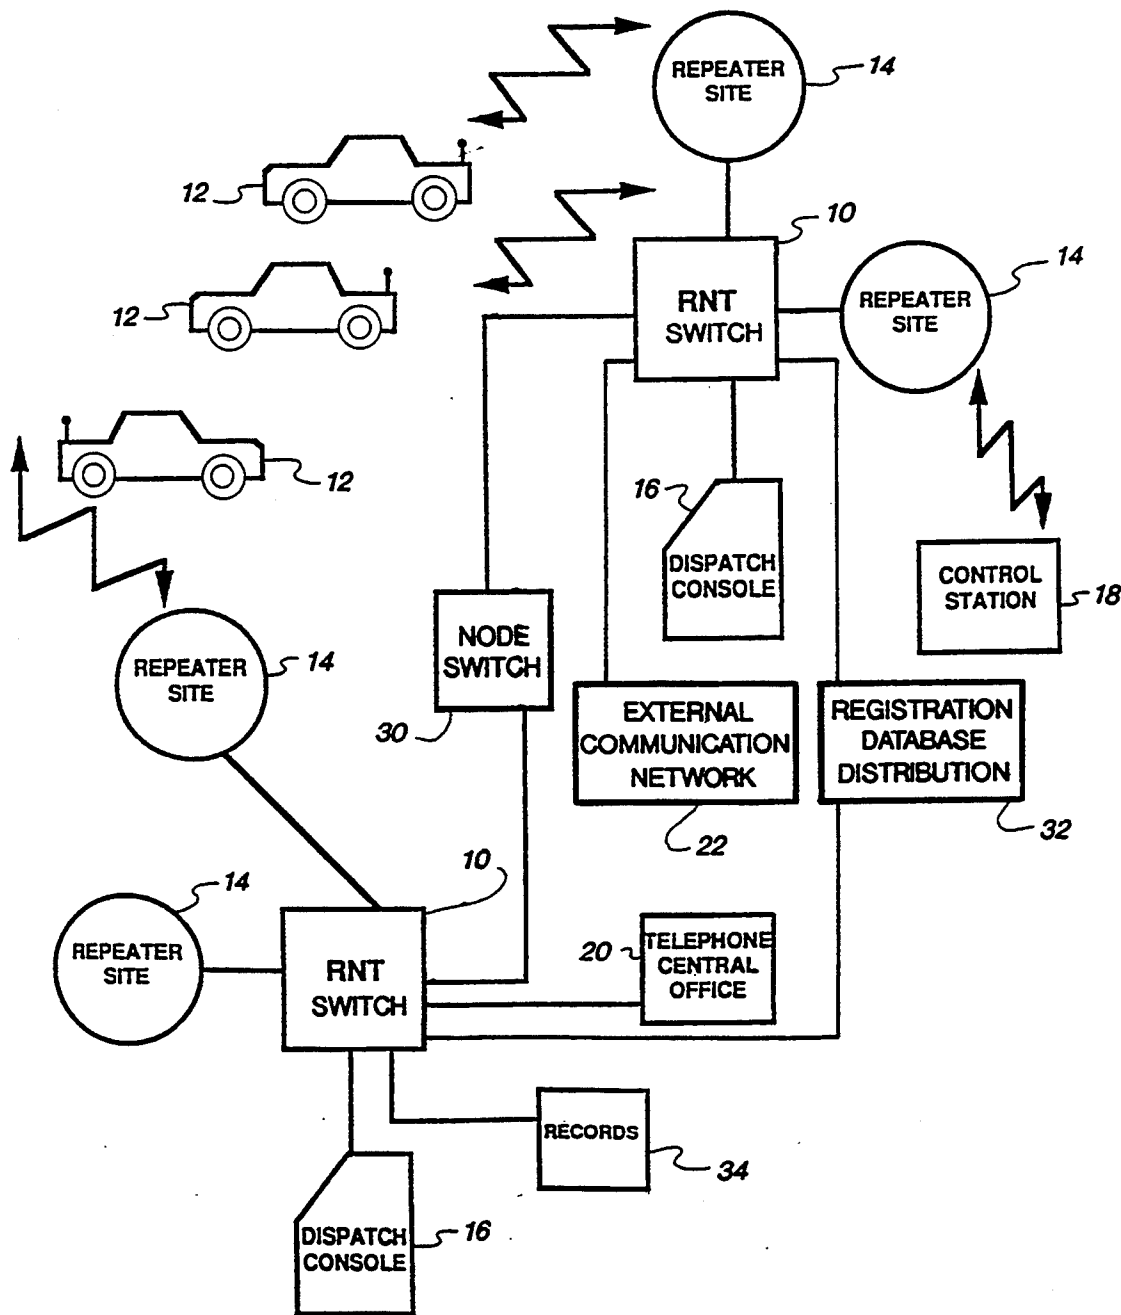 REPEATER
SITE
14
12
10
RNT
SWITCH
REPEATER
SITE
14
12
12
16
DISPATCH
CONSOLE
CONTROL
STATION
18
NODE
SWITCH
30
REPEATER
SITE
14
EXTERNAL
COMMUNICATION
NETWORK
22
REGISTRATION
DATABASE
DISTRIBUTION
32
10
14
REPEATER
SITE
RNT
SWITCH
20
TELEPHONE
CENTRAL
OFFICE
RECORDS
34
DISPATCH
CONSOLE
16